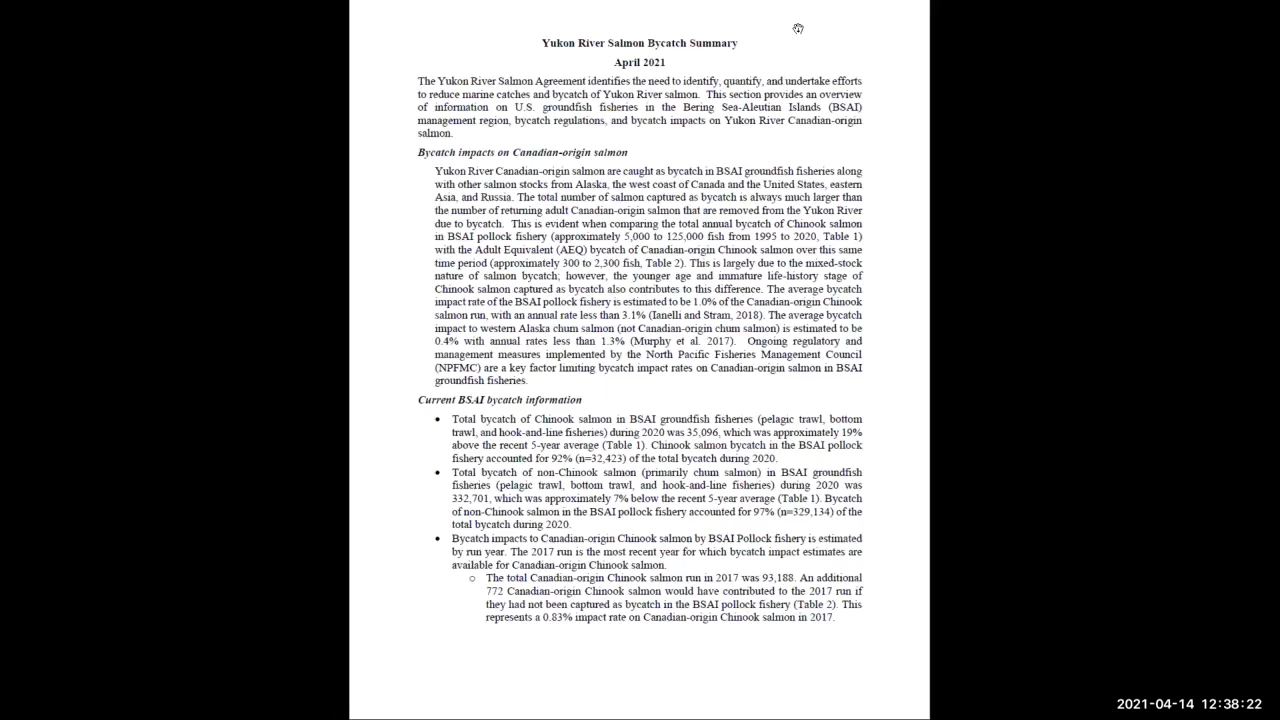 Yukon River Salmon Bycatch Summary
April 2021
The Yukon River Salmon Agreement identifies the need to identify, quantify, and undertake efforts
to reduce marine catches and bycatch of Yukon River salmon. This section provides an overview
of information on U.S. groundfish fisheries in the Bering Sea-Aleutian Islands (BSAI)
management region, bycatch regulations, and bycatch impacts on Yukon River Canadian-origin
salmon.
Bycatch impacts on Canadian-origin salmon
Yukon River Canadian-origin salmon are caught as bycatch in BSAI groundfish fisheries along
with other salmon stocks from Alaska, the west coast of Canada and the United States, eastern
Asia, and Russia. The total number of salmon captured as bycatch is always much larger than
the number of returning adult Canadian-origin salmon that are removed from the Yukon River
due to bycatch. This is evident when comparing the total annual bycatch of Chinook salmon
in BSAI pollock fishery (approximately 5,000 to 125,000 fish from 1995 to 2020, Table 1)
with the Adult Equivalent (AEQ) bycatch of Canadian-origin Chinook salmon over this same
time period (approximately 300 to 2,300 fish, Table 2). This is largely due to the mixed-stock
nature of salmon bycatch; however, the younger age and immature life-history stage of
Chinook salmon captured as bycatch also contributes to this difference. The average bycatch
impact rate of the BSAI pollock fishery is estimated to be 1.0% of the Canadian-origin Chinook
salmon run, with an annual rate less than 3.1% (Ianelli and Stram, 2018). The average bycatch
impact to western Alaska chum salmon (not Canadian-origin chum salmon) is estimated to be
0.4% with annual rates less than 1.3% (Murphy et al. 2017). Ongoing regulatory and
management measures implemented by the North Pacific Fisheries Management Council
(NPFMC) are a key factor limiting bycatch impact rates on Canadian-origin salmon in BSAI
groundfish fisheries.
Current BSAI bycatch information
• Total bycatch of Chinook salmon in BSAI groundfish fisheries (pelagic trawl, bottom
trawl, and hook-and-line fisheries) during 2020 was 35,096, which was approximately 19%
above the recent 5-year average (Table 1). Chinook salmon bycatch in the BSAI pollock
fishery accounted for 92% (n=32,423) of the total bycatch during 2020.
• Total bycatch of non-Chinook salmon (primarily chum salmon) in BSAI groundfish
fisheries (pelagic trawl, bottom trawl, and hook-and-line fisheries) during 2020 was
332,701, which was approximately 7% below the recent 5-year average (Table 1). Bycatch
of non-Chinook salmon in the BSAI pollock fishery accounted for 97% (n=329,134) of the
total bycatch during 2020.
• Bycatch impacts to Canadian-origin Chinook salmon by BSAI Pollock fishery is estimated
by run year. The 2017 run is the most recent year for which bycatch impact estimates are
available for Canadian-origin Chinook salmon.
○ The total Canadian-origin Chinook salmon run in 2017 was 93,188. An additional
772 Canadian-origin Chinook salmon would have contributed to the 2017 run if
they had not been captured as bycatch in the BSAI pollock fishery (Table 2). This
represents a 0.83% impact rate on Canadian-origin Chinook salmon in 2017.
2021-04-14 12:38:22